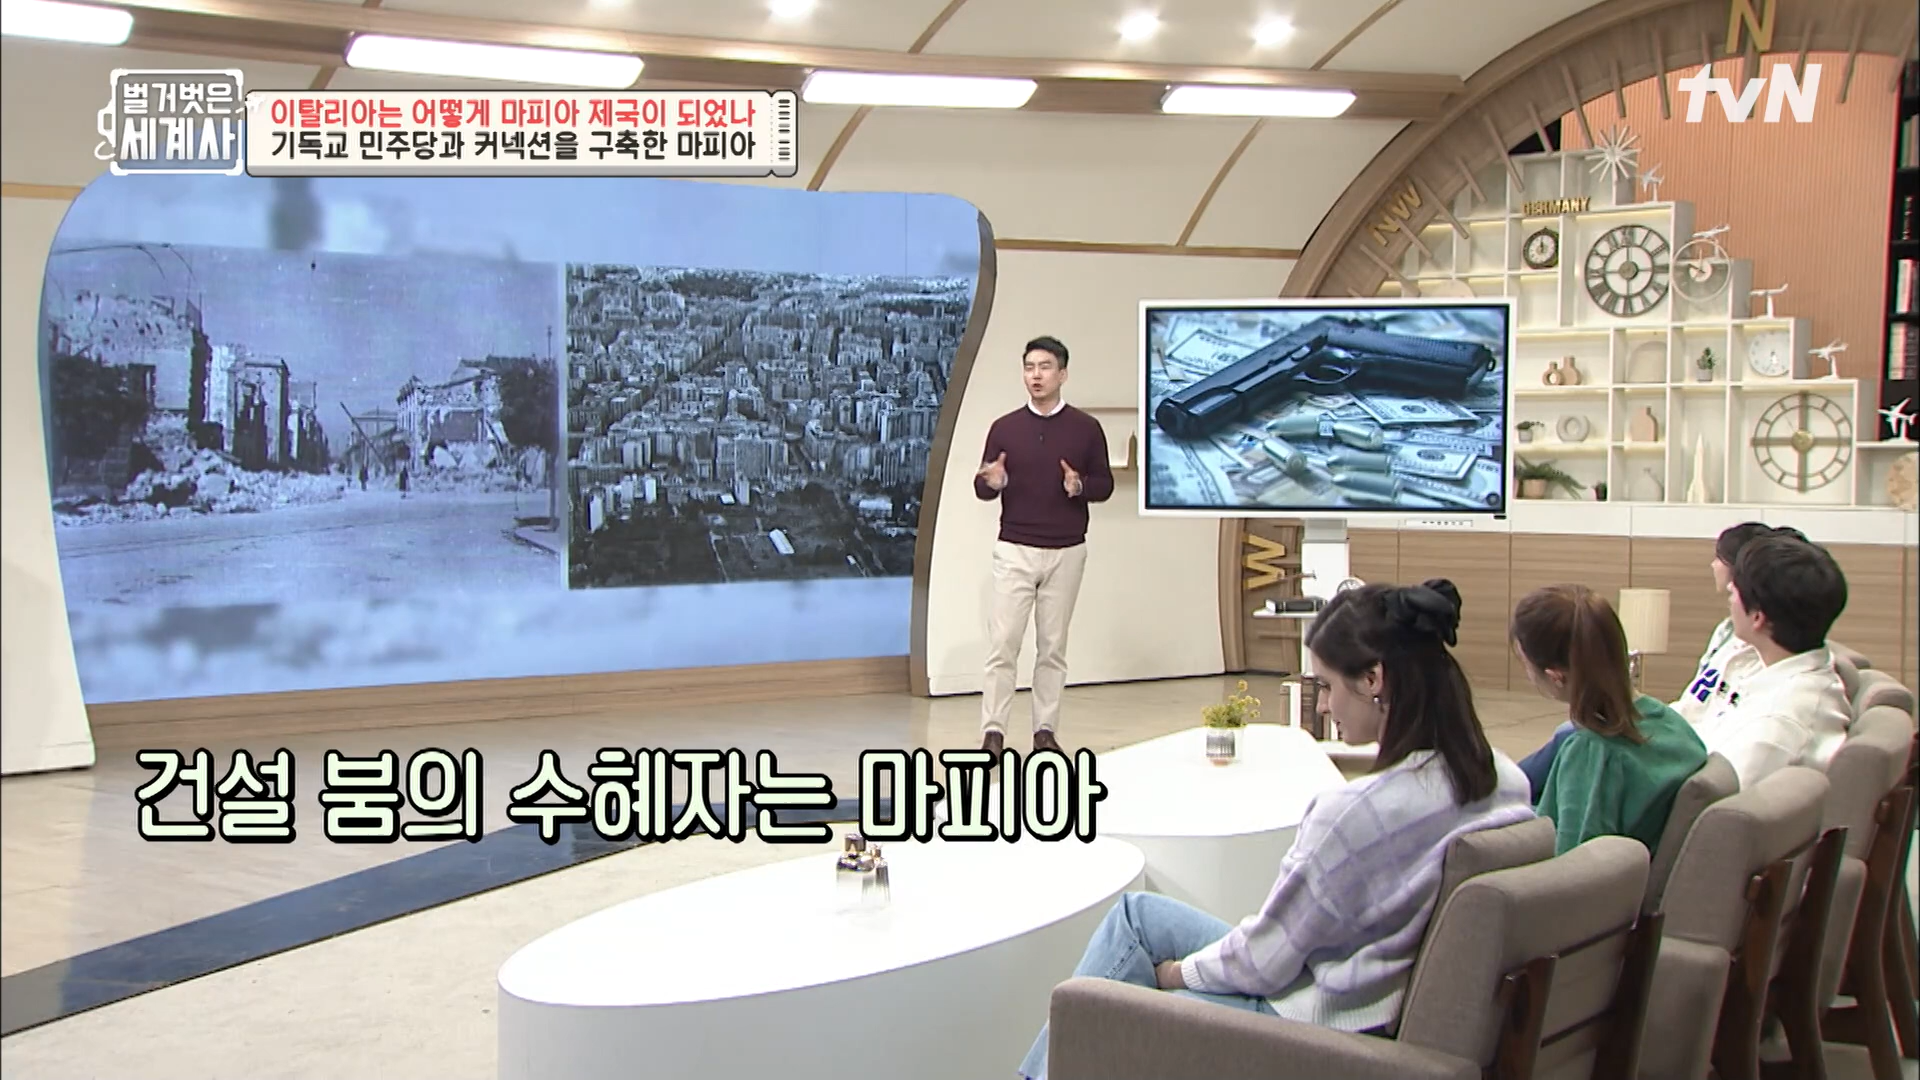 벌거벗은
세계사
이탈리아는 어떻게 마피아 제국이 되었나
기독교 민주당과 커넥션을 구축한 마피아
tvN
N
NW
GERMANY
W
건설 붐의 수혜자는 마피아